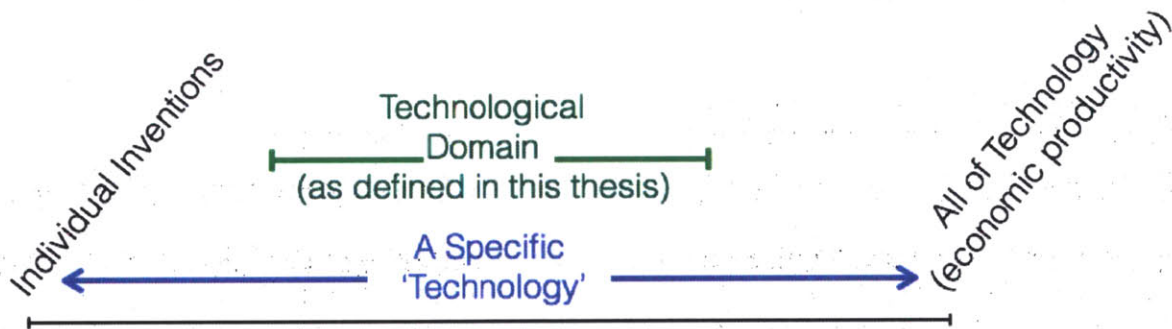 Individual Inventions
Technological
Domain
(as defined in this thesis)
A Specific
'Technology'
All of Technology
(economic productivity)